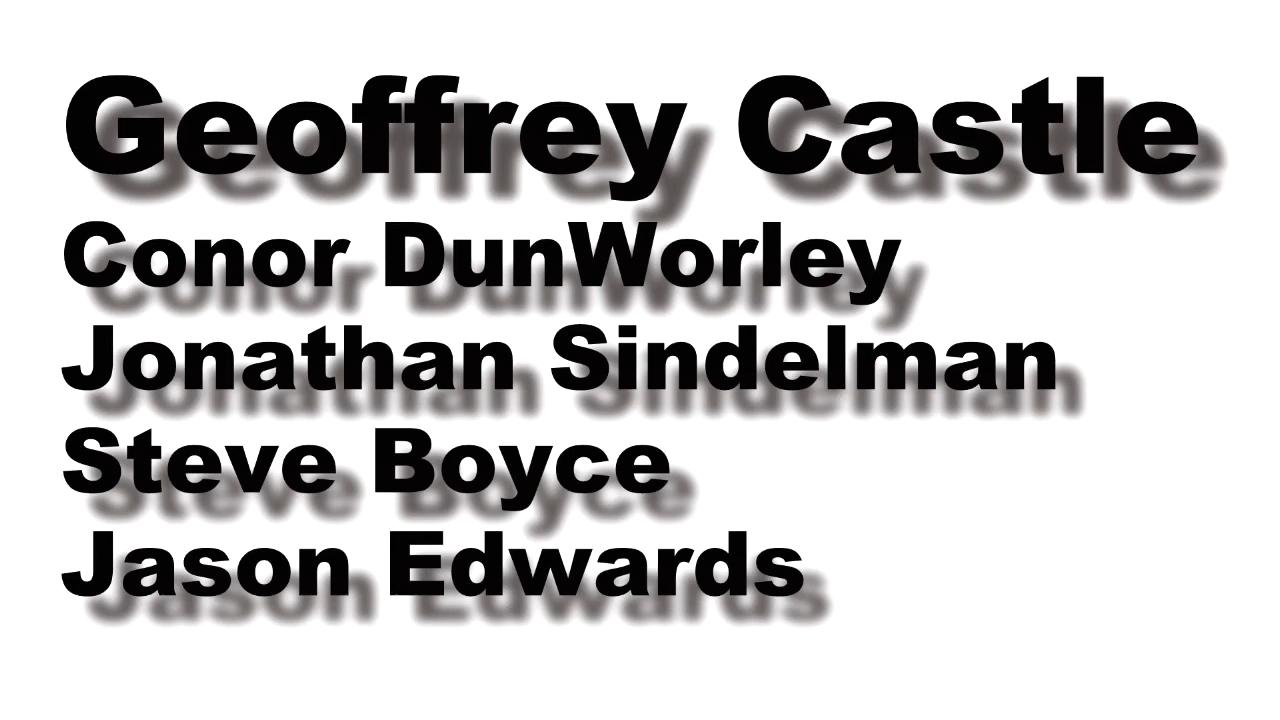 Geoffrey Castle
Conor DunWorley
Jonathan Sindelman
Steve Boyce
Jason Edwards